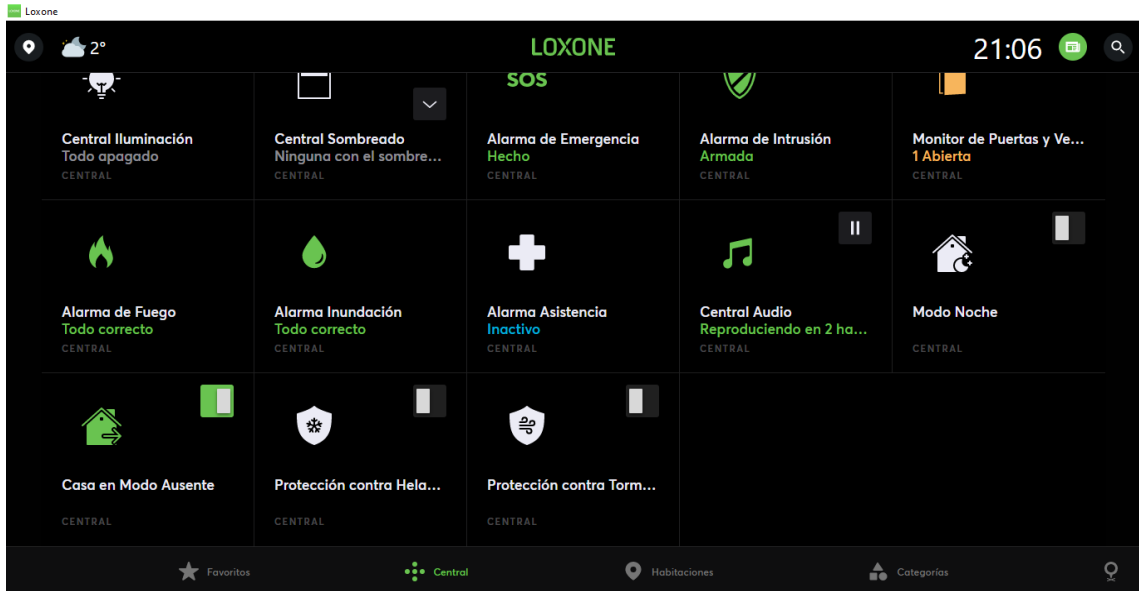 Loxone
2°
LOXONE
21:06
SOS
Central Iluminación
Todo apagado
CENTRAL
Central Sombreado
Ninguna con el sombre...
CENTRAL
Alarma de Emergencia
Hecho
CENTRAL
Alarma de Intrusión
Armada
CENTRAL
Monitor de Puertas y Ve...
1 Abierta
CENTRAL
Alarma de Fuego
Todo correcto
CENTRAL
Alarma Inundación
Todo correcto
CENTRAL
Alarma Asistencia
Inactivo
CENTRAL
Central Audio
Reproduciendo en 2 ha...
CENTRAL
Modo Noche
CENTRAL
Casa en Modo Ausente
CENTRAL
Protección contra Hela...
CENTRAL
Protección contra Torm...
CENTRAL
Favoritos
Central
Habitaciones
Categorías